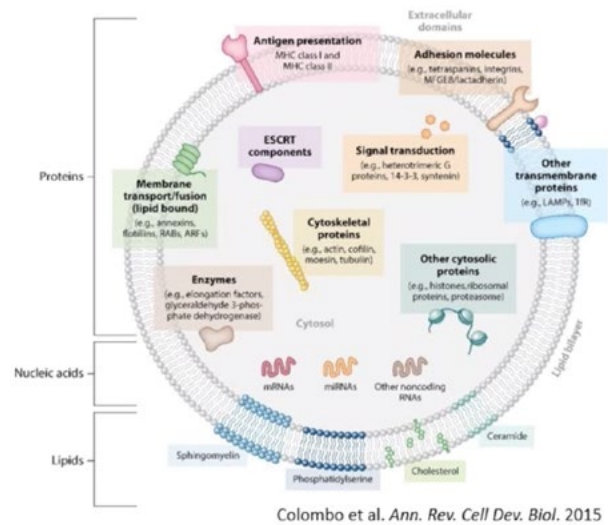 Extracellular
domains
Antigen presentation
MHC class I and
MHC class II
Adhesion molecules
(e.g., tetraspanins, integrins,
MFGE8/lactadherin)
ESCRT
components
Signal transduction
(e.g., heterotrimeric G
proteins, 14-3-3, syntenin)
Proteins
Membrane
transport/fusion
(lipid bound)
(e.g., annexins,
flotillins, RABs, ARFs)
Other
transmembrane
proteins
(e.g., LAMPs, TfR)
Cytoskeletal
proteins
(e.g., actin, cofilin,
moesin, tubulin)
Other cytosolic
proteins
(e.g., histones,ribosomal
proteins, proteasome)
Enzymes
(e.g., elongation factors,
glyceraldehyde 3-phos-
phate dehydrogenase)
Cytosol
Lipid bilayer
Nucleic acids
mRNAs
miRNAs
Other noncoding
RNAs
Lipids
Sphingomyelin
Phosphatidylserine
Cholesterol
Ceramide
Colombo et al. Ann. Rev. Cell Dev. Biol. 2015